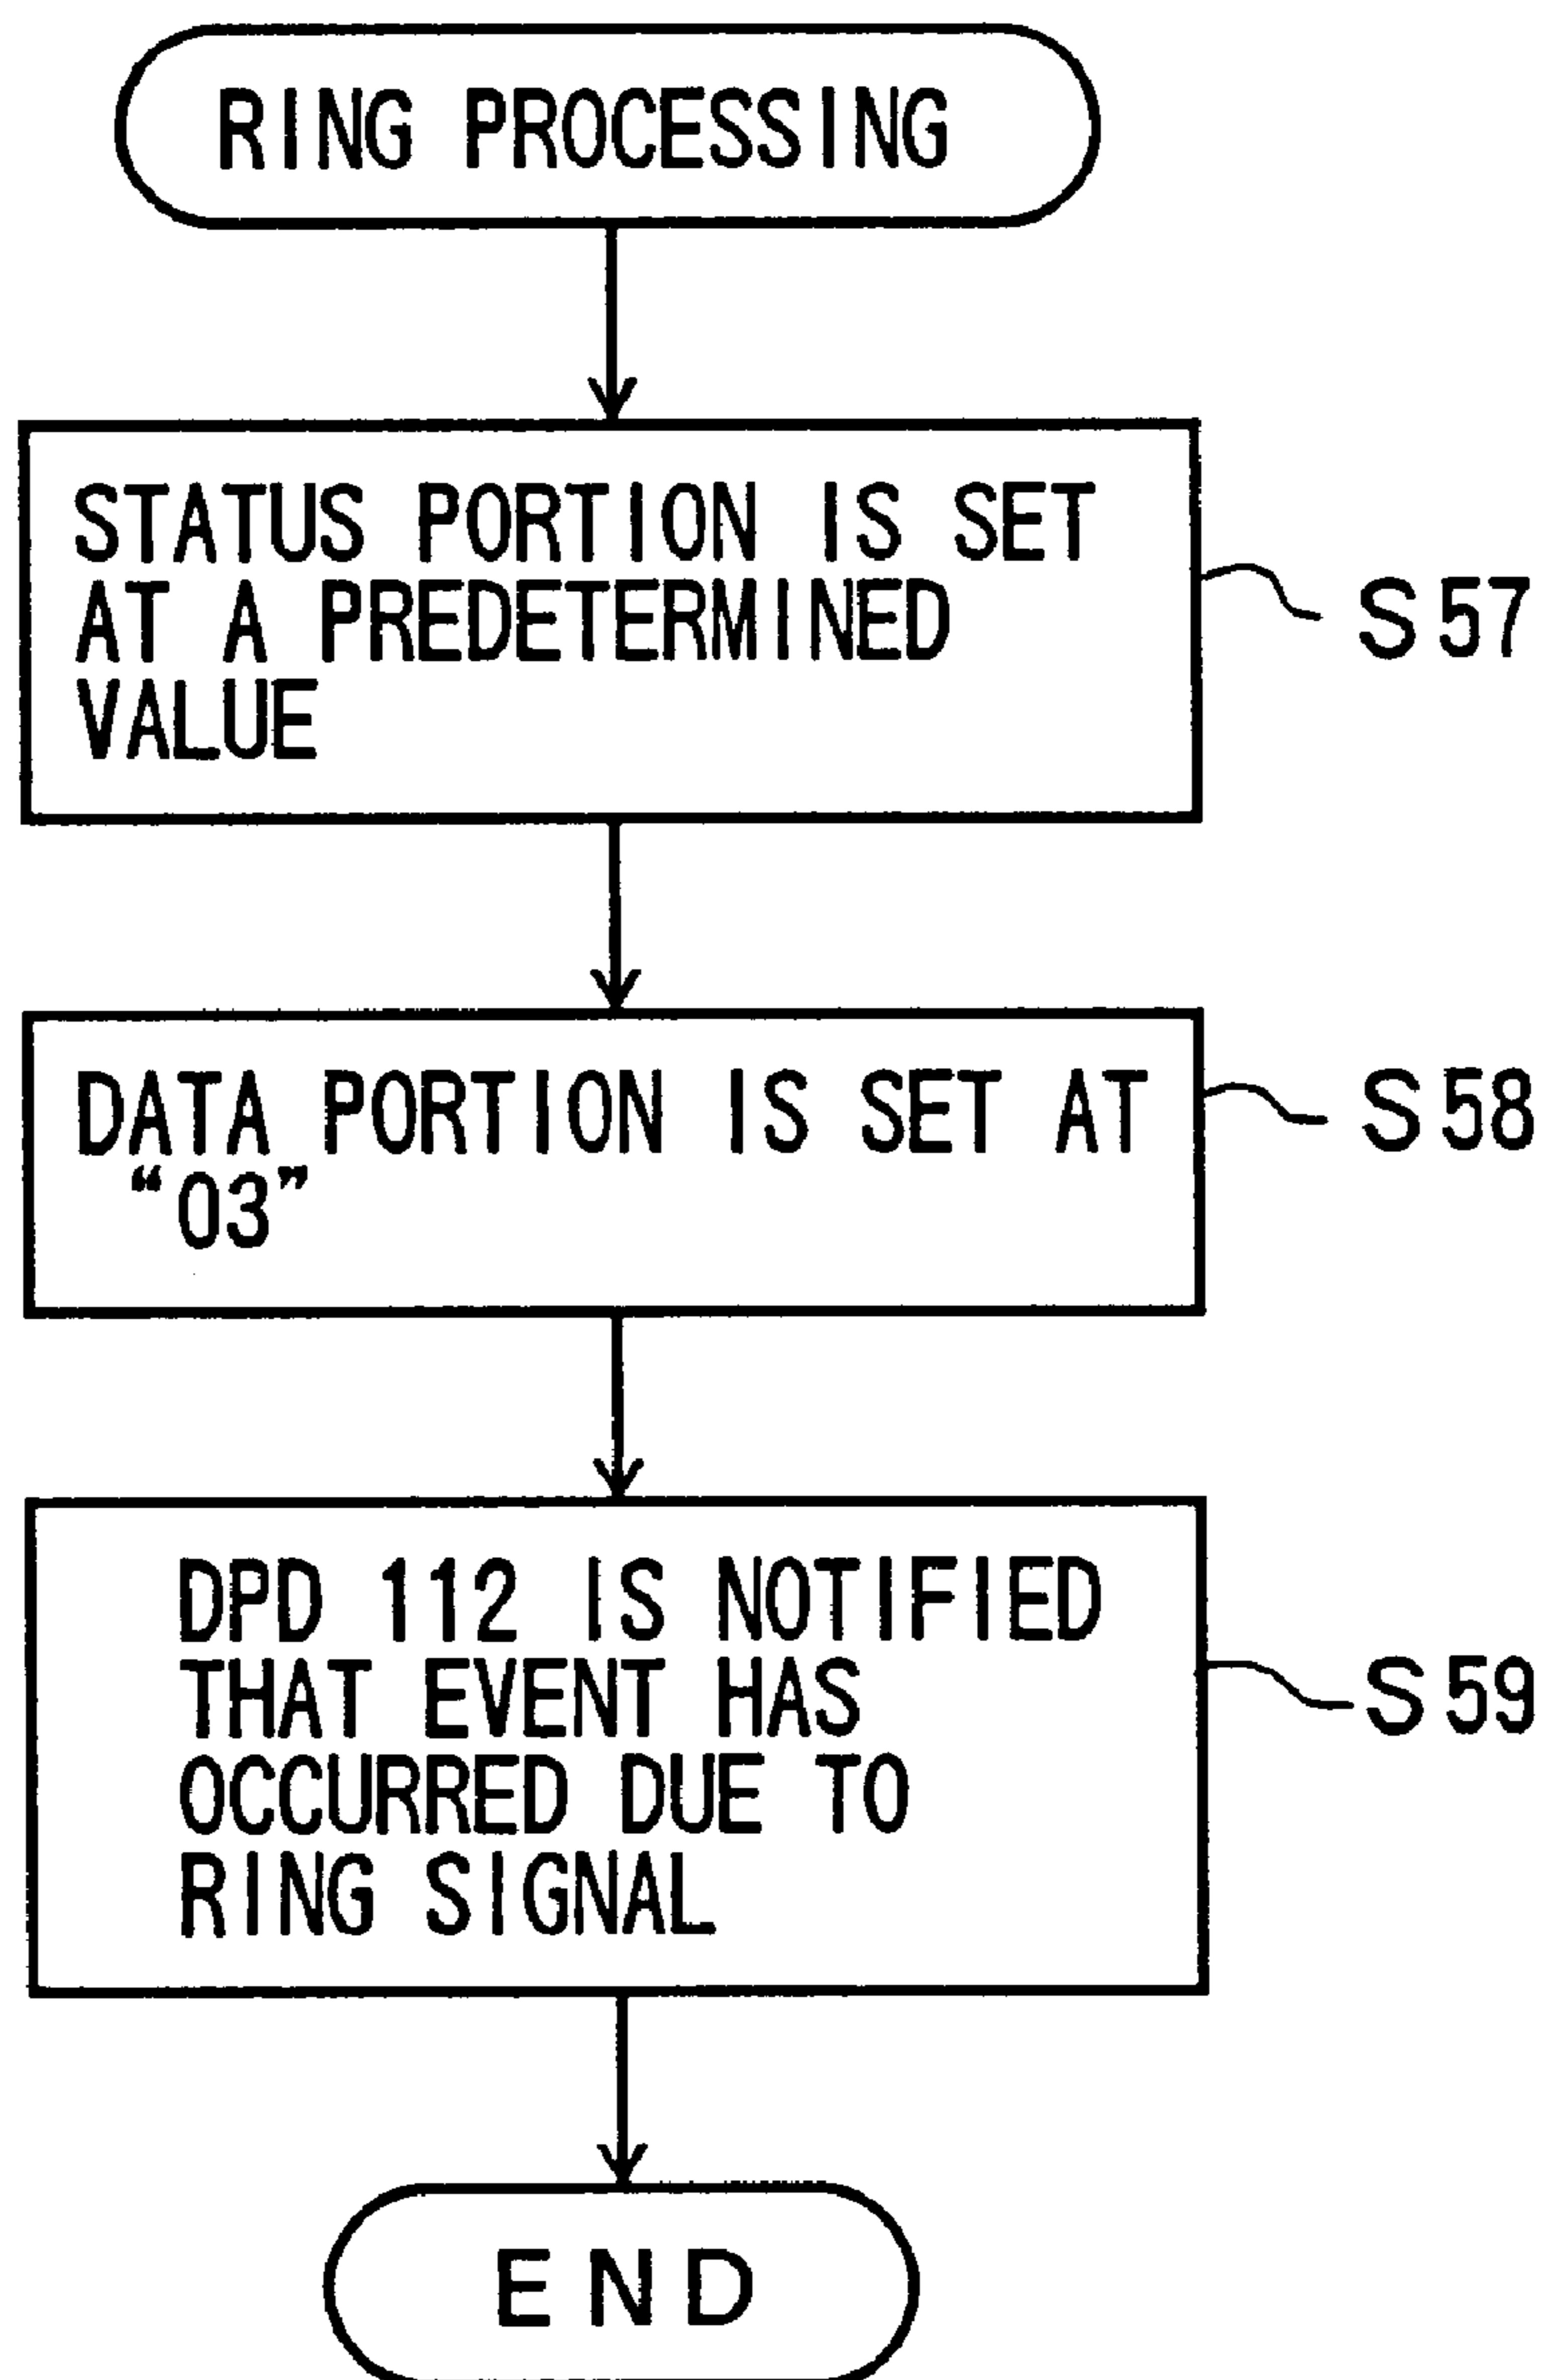 RING PROCESSING
STATUS PORTION IS SET
AT A PREDETERMINED
VALUE
S57
DATA PORTION IS SET AT
“03”
S58
DPD 112 IS NOTIFIED
THAT EVENT HAS
OCCURRED DUE TO
RING SIGNAL
S59
END